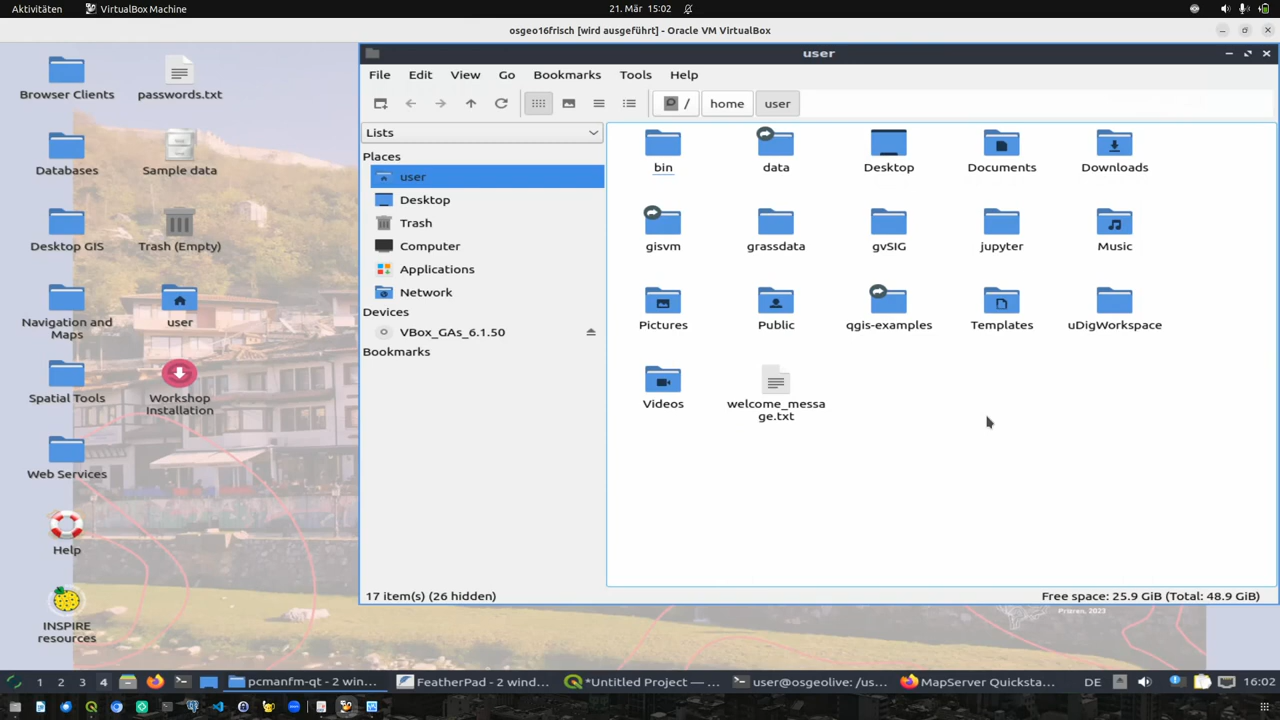 Aktivitäten
VirtualBox Machine
21. Mär 15:02
osgeo16frisch [wird ausgeführt] - Oracle VM VirtualBox
Browser Clients
passwords.txt
Databases
Sample data
Desktop GIS
Trash (Empty)
Navigation and
Maps
user
Spatial Tools
Workshop
Installation
Web Services
Help
INSPIRE
resources
user
File Edit View Go Bookmarks Tools Help
/ home user
Lists
Places
user
Desktop
Trash
Computer
Applications
Network
Devices
VBox_GAs_6.1.50
Bookmarks
bin data Desktop Documents Downloads
gisvm grassdata gvSIG jupyter Music
Pictures Public qgis-examples Templates uDigWorkspace
Videos welcome_messa
ge.txt
17 item(s) (26 hidden)
Free space: 25.9 GiB (Total: 48.9 GiB)
Prizren, 2023
1 2 3 4 pcmanfm-qt - 2 win... FeatherPad - 2 wind... *Untitled Project —... user@osgeolive: /us... MapServer Quicksta... DE 16:02